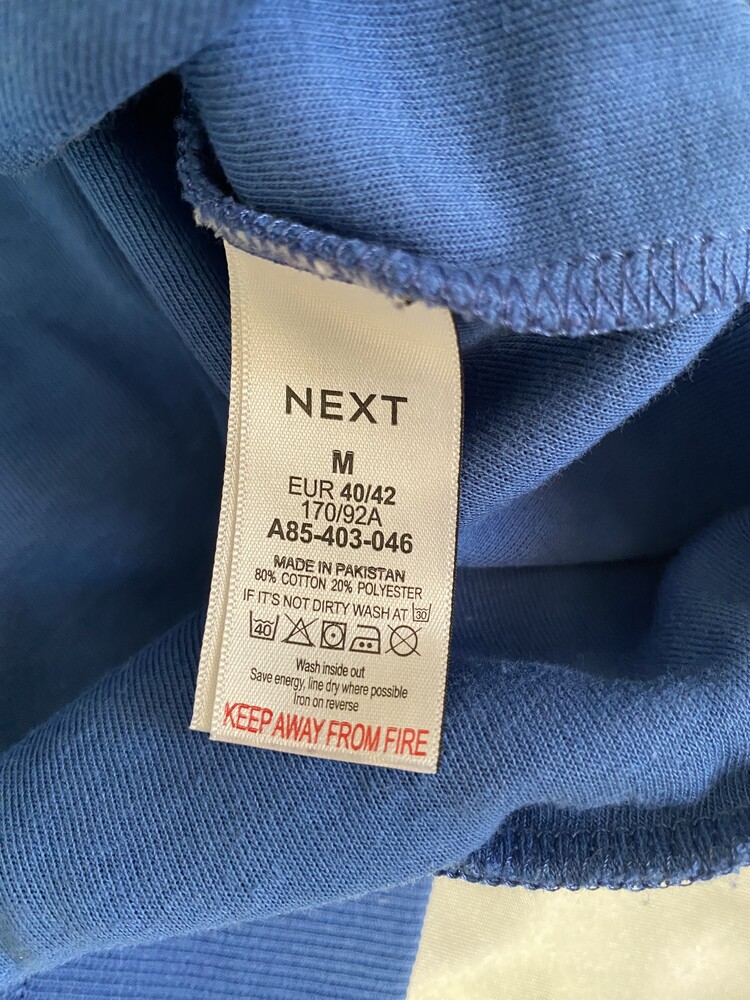 NEXT
M
EUR 40/42
170/92A
A85-403-046
MADE IN PAKISTAN
80% COTTON 20% POLYESTER
IF IT'S NOT DIRTY WASH AT 30
40
Wash inside out
Save energy, line dry where possible
Iron on reverse
KEEP AWAY FROM FIRE